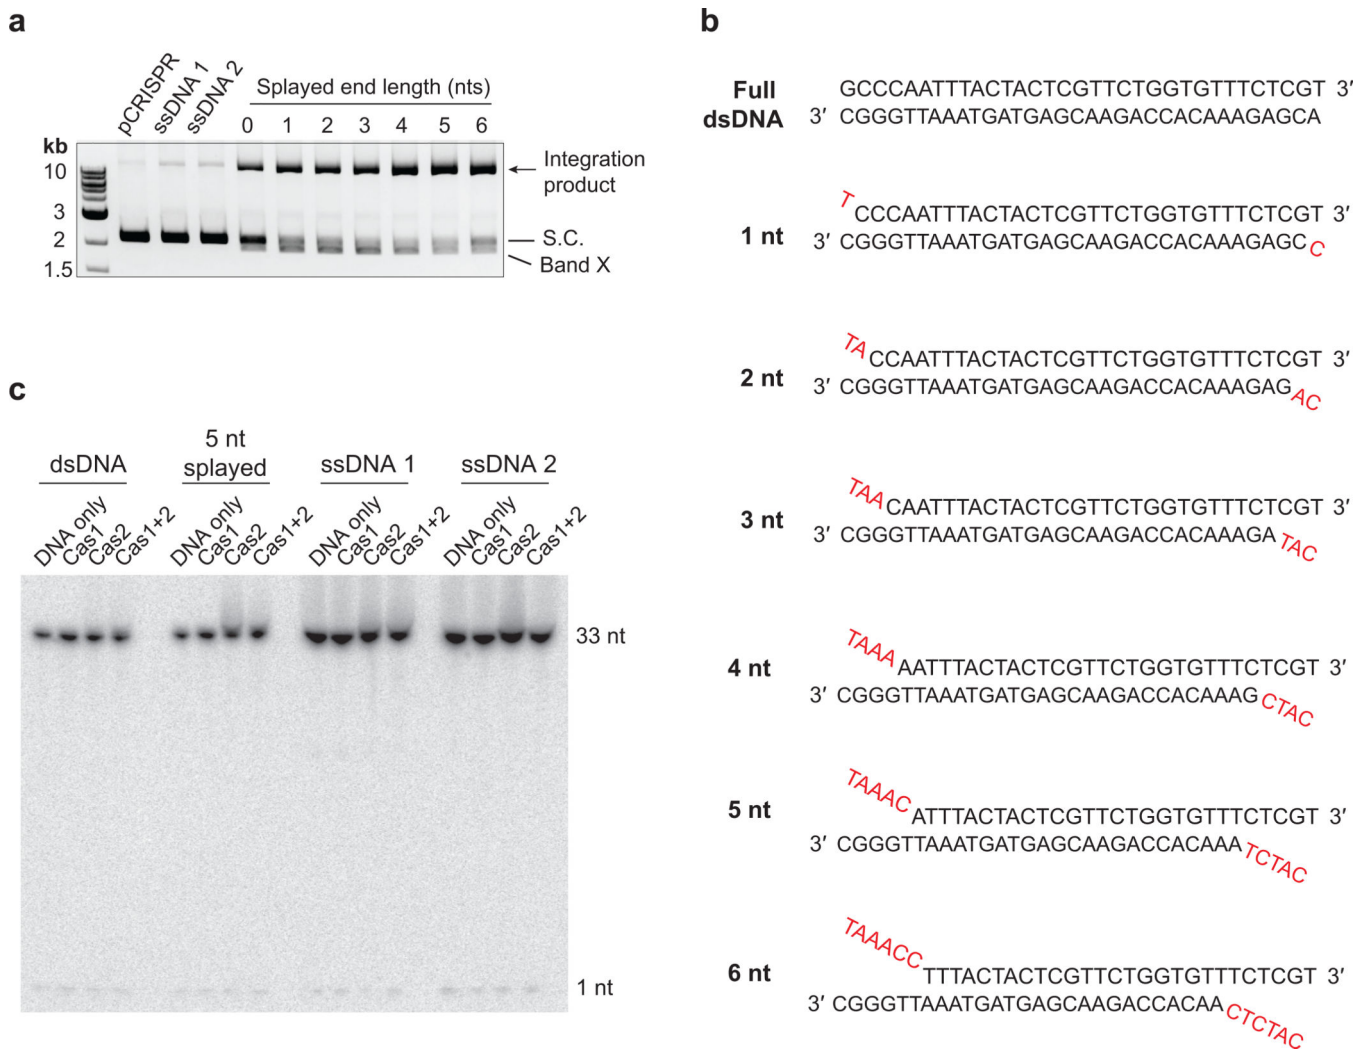 a
pCRISPR
ssDNA 1
ssDNA 2
Splayed end length (nts)
0 1 2 3 4 5 6
kb
10
3
2
1.5
Integration
product
S.C.
Band X
b
Full
dsDNA
GCCCAATTTACTACTCGTTCTGGTGTTTCTCGT 3′
3′ CGGGTTAAATGATGAGCAAGACCACAAAGAGCA
1 nt
T CCCAATTTACTACTCGTTCTGGTGTTTCTCGT 3′
3′ CGGGTTAAATGATGAGCAAGACCACAAAGAGC C
2 nt
TA CCAATTTACTACTCGTTCTGGTGTTTCTCGT 3′
3′ CGGGTTAAATGATGAGCAAGACCACAAAGAG AC
3 nt
TAA CAATTTACTACTCGTTCTGGTGTTTCTCGT 3′
3′ CGGGTTAAATGATGAGCAAGACCACAAAGA TAC
4 nt
TAAA AATTTACTACTCGTTCTGGTGTTTCTCGT 3′
3′ CGGGTTAAATGATGAGCAAGACCACAAAG CTAC
5 nt
TAAAC ATTTACTACTCGTTCTGGTGTTTCTCGT 3′
3′ CGGGTTAAATGATGAGCAAGACCACAAA TCTAC
6 nt
TAAACC TTTACTACTCGTTCTGGTGTTTCTCGT 3′
3′ CGGGTTAAATGATGAGCAAGACCACAA CTCTAC
c
dsDNA
5 nt
splayed
ssDNA 1
ssDNA 2
DNA only Cas1 Cas2 Cas1+2
DNA only Cas1 Cas2 Cas1+2
DNA only Cas1 Cas2 Cas1+2
DNA only Cas1 Cas2 Cas1+2
33 nt
1 nt